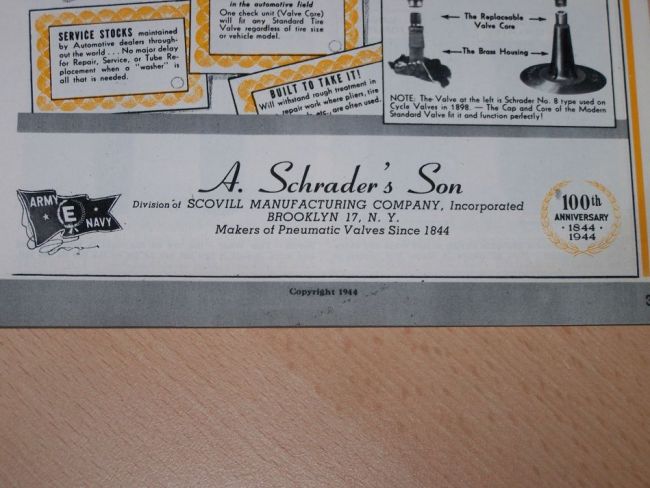 SERVICE STOCKS maintained
by Automotive dealers through-
out the world . . . No major delay
for Repair, Service, or Tube Re-
placement when a "washer" is
all that is needed.
in the automotive field
One check unit (Valve Core)
will fit any Standard Tire
Valve regardless of tire size
or vehicle model.
BUILT TO TAKE IT!
Will withstand rough treatment in
repair work where pliers, tire
etc., are often used.
The Replaceable
Valve Core
The Brass Housing
NOTE: The Valve at the left is Schrader No. 8 type used on
Cycle Valves in 1898. — The Cap and Core of the Modern
Standard Valve fit it and function perfectly!
A. Schrader's Son
Division of SCOVILL MANUFACTURING COMPANY, Incorporated
BROOKLYN 17, N. Y.
Makers of Pneumatic Valves Since 1844
ARMY
E
NAVY
100th
ANNIVERSARY
· 1844 ·
1944
Copyright 1944